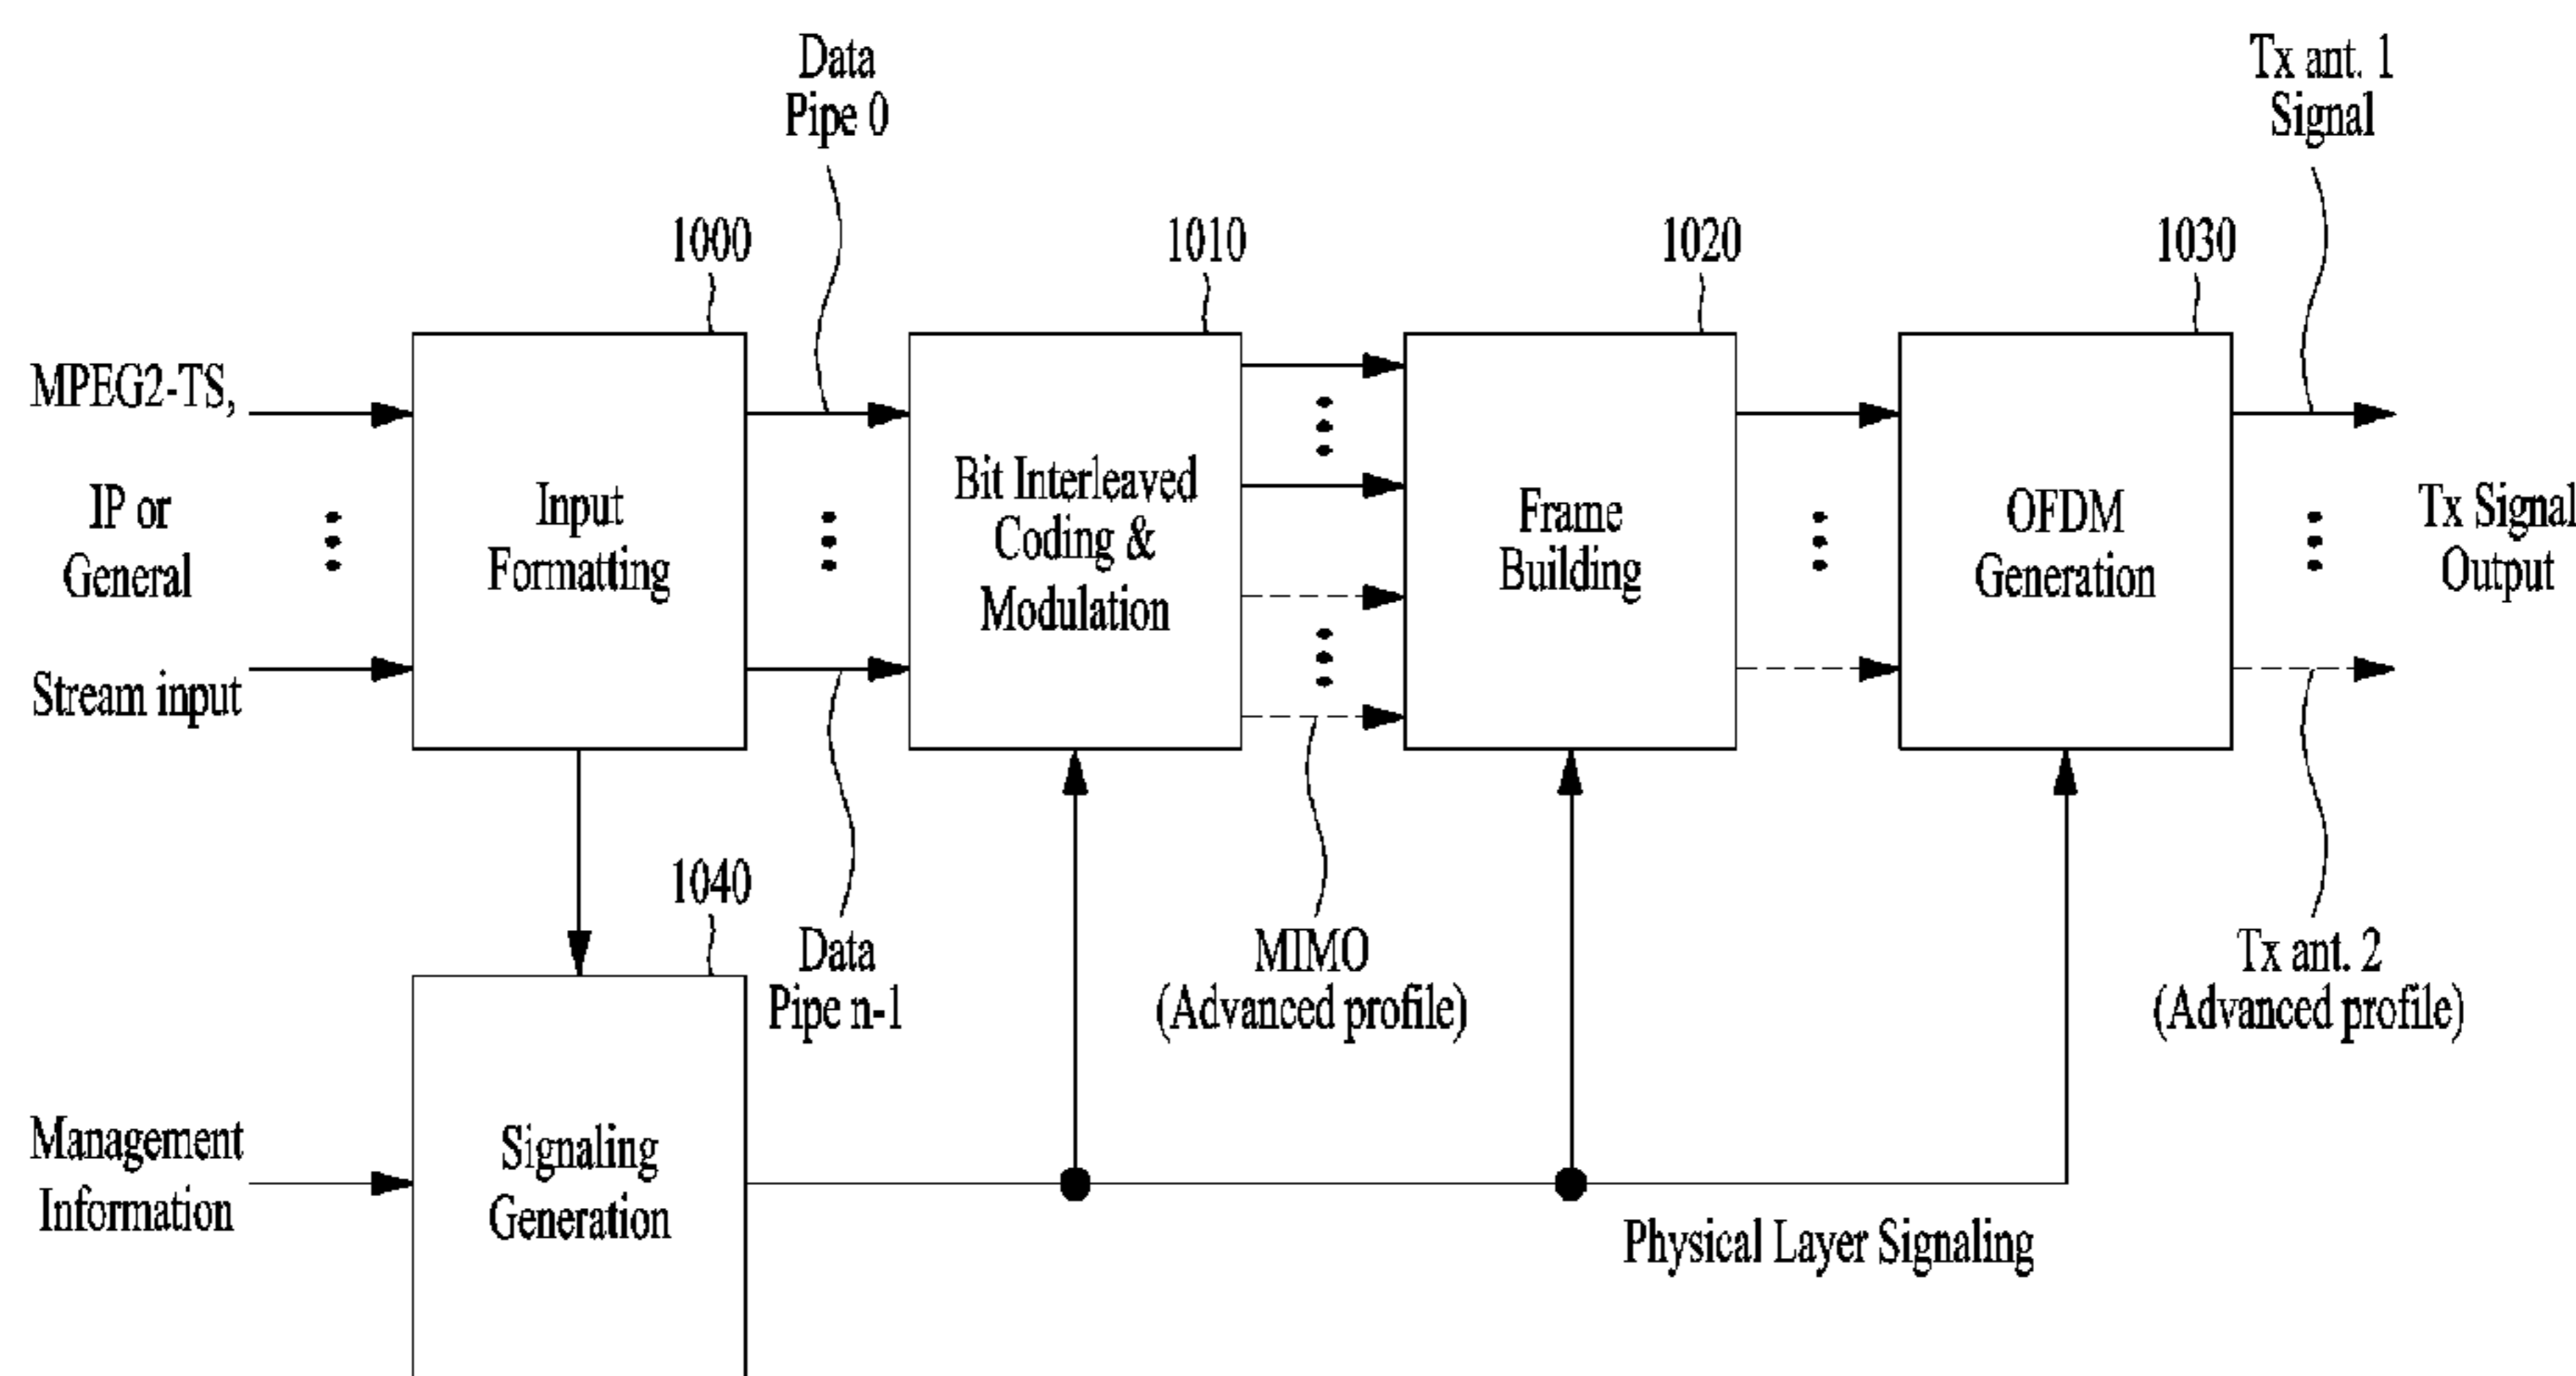 Data
Pipe 0
Tx ant. 1
Signal
1000
1010
1020
1030
MPEG2-TS,
IP or
General
Stream input
Input
Formatting
Bit Interleaved
Coding &
Modulation
Frame
Building
OFDM
Generation
Tx Signal
Output
1040
Data
Pipe n-1
MIMO
(Advanced profile)
Tx ant. 2
(Advanced profile)
Management
Information
Signaling
Generation
Physical Layer Signaling